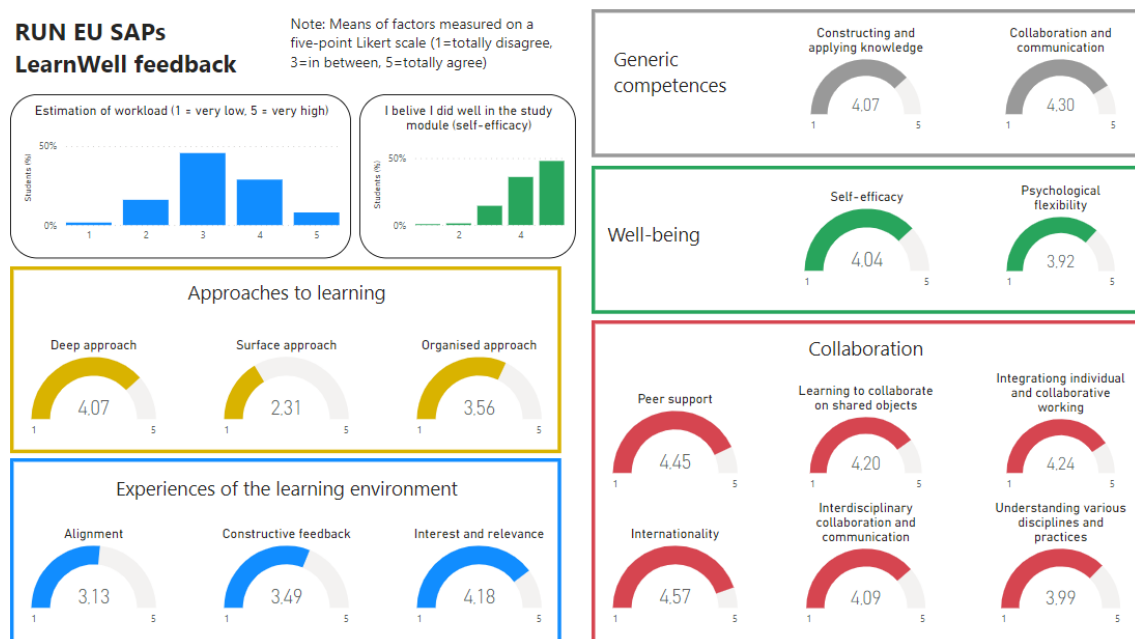 RUN EU SAPs
LearnWell feedback
Note: Means of factors measured on a
five-point Likert scale (1=totally disagree,
3=in between, 5=totally agree)
Estimation of workload (1 = very low, 5 = very high)
Students (%)
50%
0%
1 2 3 4 5
I belive I did well in the study
module (self-efficacy)
Students (%)
50%
0%
2 4
Approaches to learning
Deep approach
4.07
1 5
Surface approach
2.31
1 5
Organised approach
3.56
1 5
Experiences of the learning environment
Alignment
3.13
1 5
Constructive feedback
3.49
1 5
Interest and relevance
4.18
1 5
Generic
competences
Constructing and
applying knowledge
4.07
1 5
Collaboration and
communication
4.30
1 5
Well-being
Self-efficacy
4.04
1 5
Psychological
flexibility
3.92
1 5
Collaboration
Peer support
4.45
1 5
Learning to collaborate
on shared objects
4.20
1 5
Integrationg individual
and collaborative
working
4.24
1 5
Internationality
4.57
1 5
Interdisciplinary
collaboration and
communication
4.09
1 5
Understanding various
disciplines and
practices
3.99
1 5